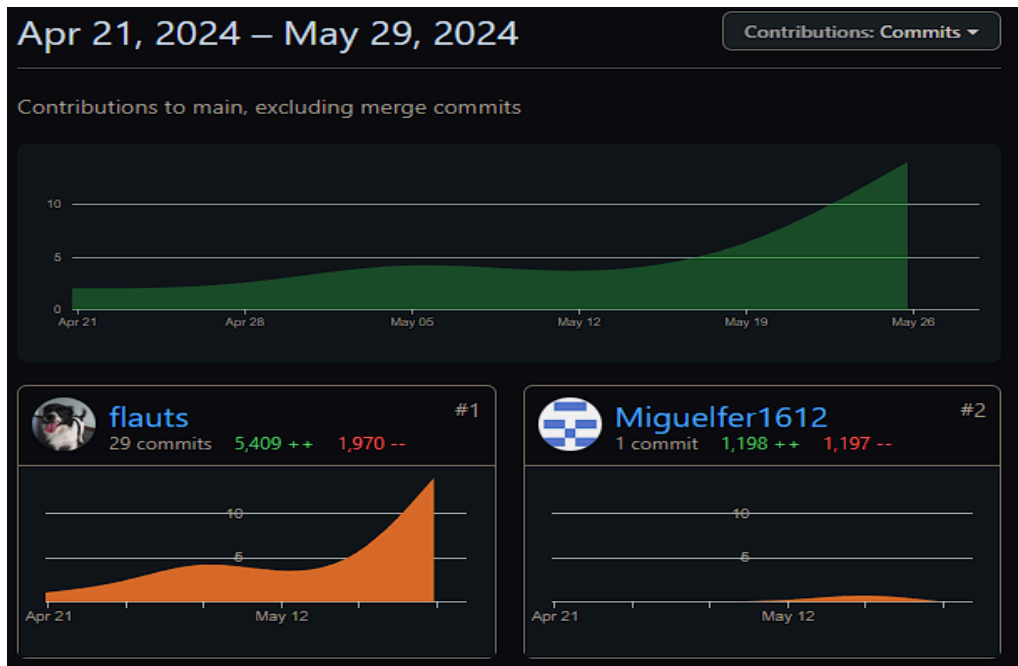 Apr 21, 2024 – May 29, 2024
Contributions: Commits
Contributions to main, excluding merge commits
10
5
0
Apr 21 Apr 28 May 05 May 12 May 19 May 26
flauts #1
29 commits 5,409 ++ 1,970 --
10
5
Apr 21 May 12
Miguelfer1612 #2
1 commit 1,198 ++ 1,197 --
10
5
Apr 21 May 12